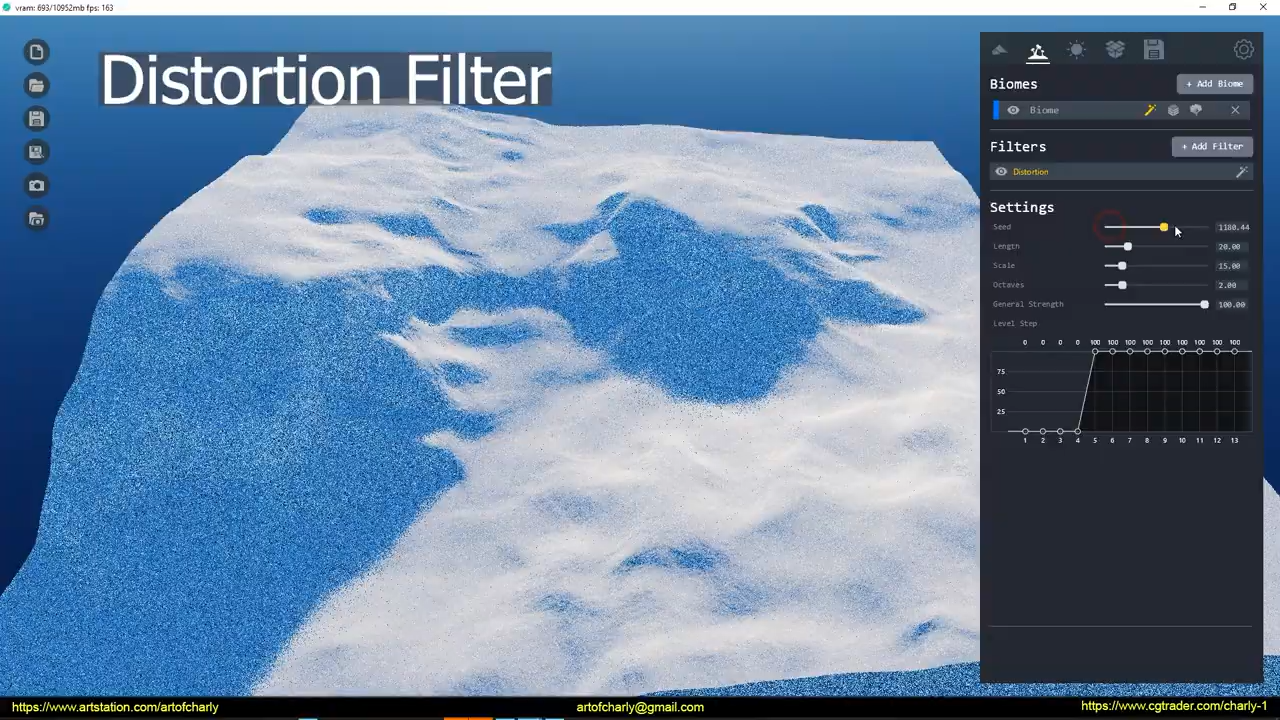 vram: 693/10952mb fps: 163
Distortion Filter
Biomes
+ Add Biome
Biome
Filters
+ Add Filter
Distortion
Settings
Seed 1180.44
Length 20.00
Scale 15.00
Octaves 2.00
General Strength 100.00
Level Step
0 0 0 0 100 100 100 100 100 100 100 100 100
75
50
25
1 2 3 4 5 6 7 8 9 10 11 12 13
https://www.artstation.com/artofcharly
artofcharly@gmail.com
https://www.cgtrader.com/charly-1